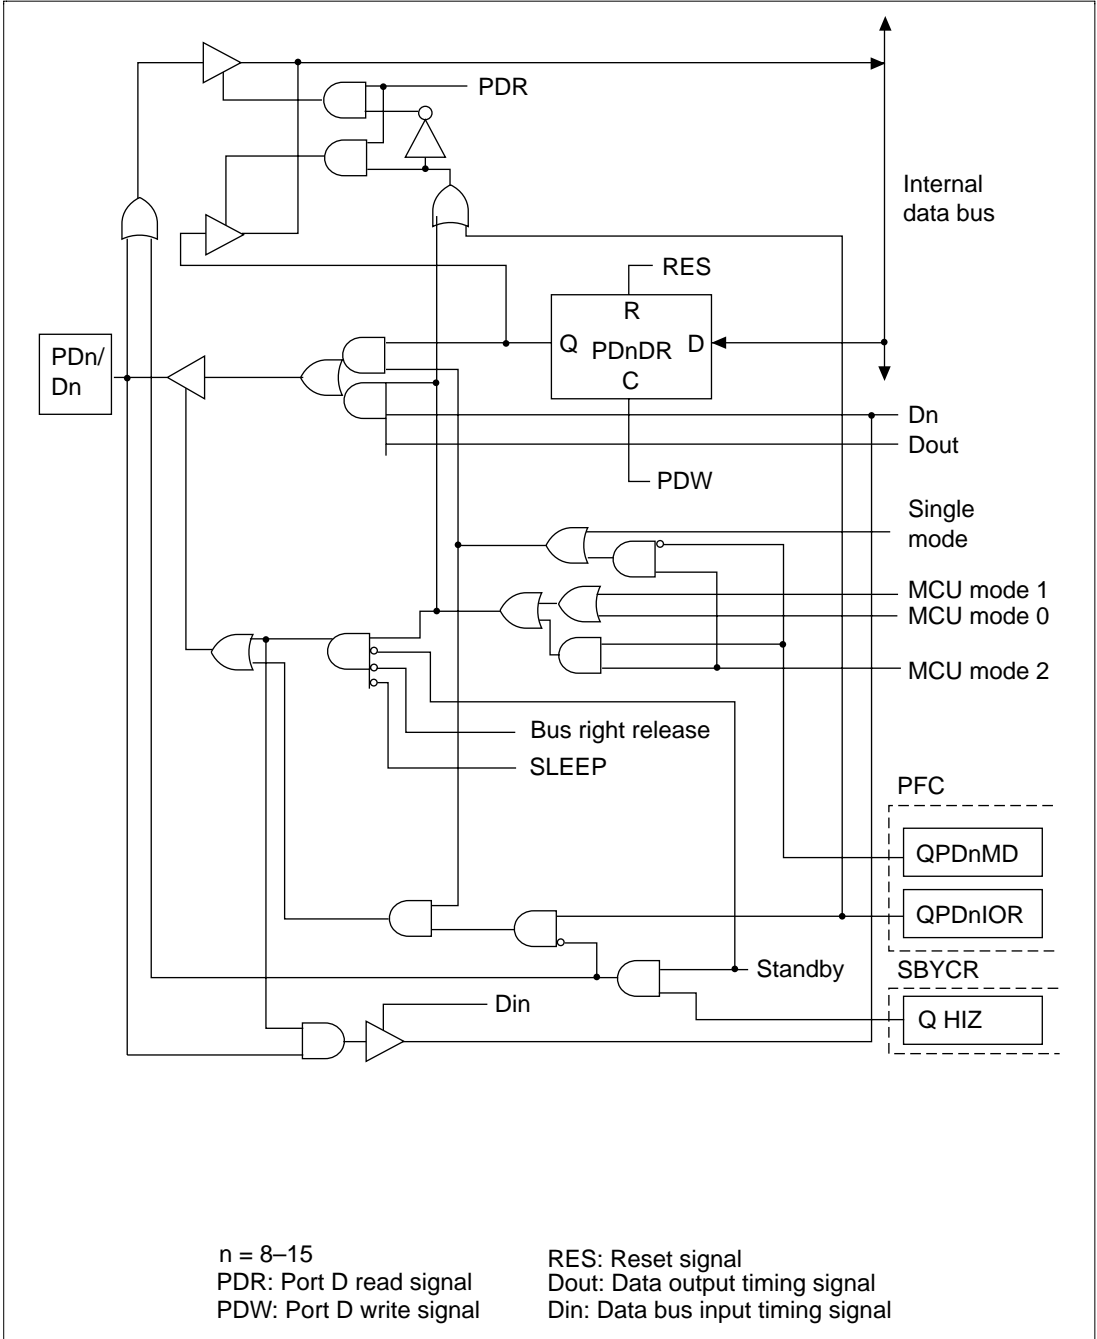 PDR
Internal
data bus
RES
R
Q PDnDR D
C
PDn/
Dn
Dn
Dout
PDW
Single
mode
MCU mode 1
MCU mode 0
MCU mode 2
Bus right release
SLEEP
PFC
QPDnMD
QPDnIOR
Standby
SBYCR
Din
Q HIZ
n = 8–15
PDR: Port D read signal
PDW: Port D write signal
RES: Reset signal
Dout: Data output timing signal
Din: Data bus input timing signal